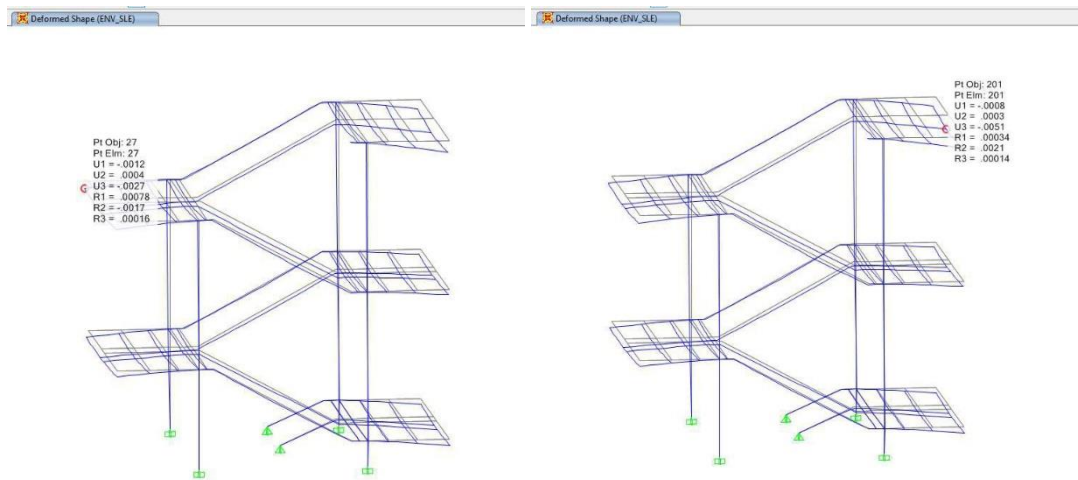 Deformed Shape (ENV_SLE)
Pt Obj: 27
Pt Elm: 27
U1 = -.0012
U2 = .0004
U3 = -.0027
R1 = .00078
R2 = -.0017
R3 = .00016
G
Deformed Shape (ENV_SLE)
Pt Obj: 201
Pt Elm: 201
U1 = -.0008
U2 = .0003
U3 = -.0051
R1 = .00034
R2 = .0021
R3 = .00014
G